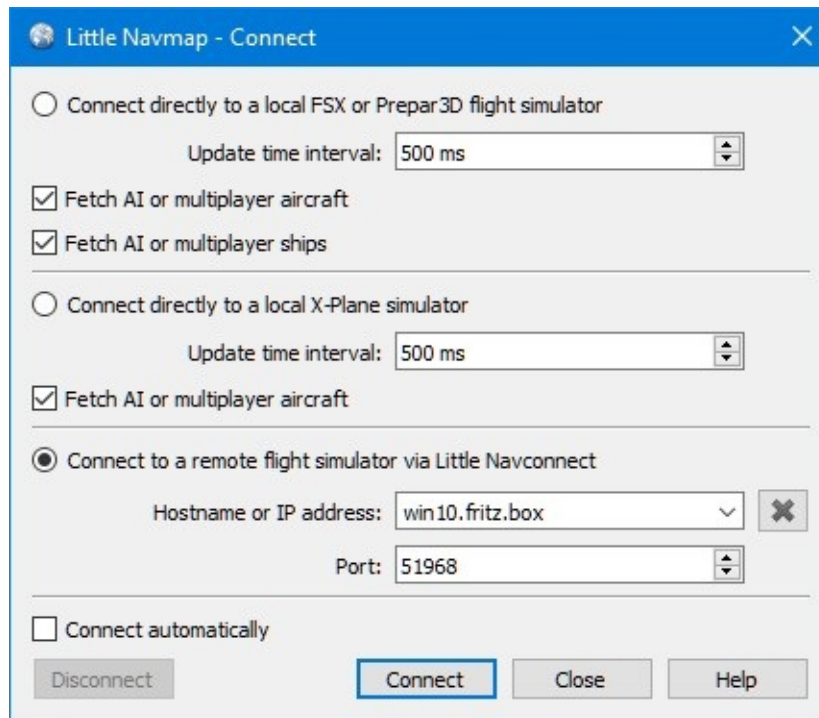 Little Navmap - Connect
Connect directly to a local FSX or Prepar3D flight simulator
Update time interval: 500 ms
Fetch AI or multiplayer aircraft
Fetch AI or multiplayer ships
Connect directly to a local X-Plane simulator
Update time interval: 500 ms
Fetch AI or multiplayer aircraft
Connect to a remote flight simulator via Little Navconnect
Hostname or IP address: win10.fritz.box
Port: 51968
Connect automatically
Disconnect Connect Close Help